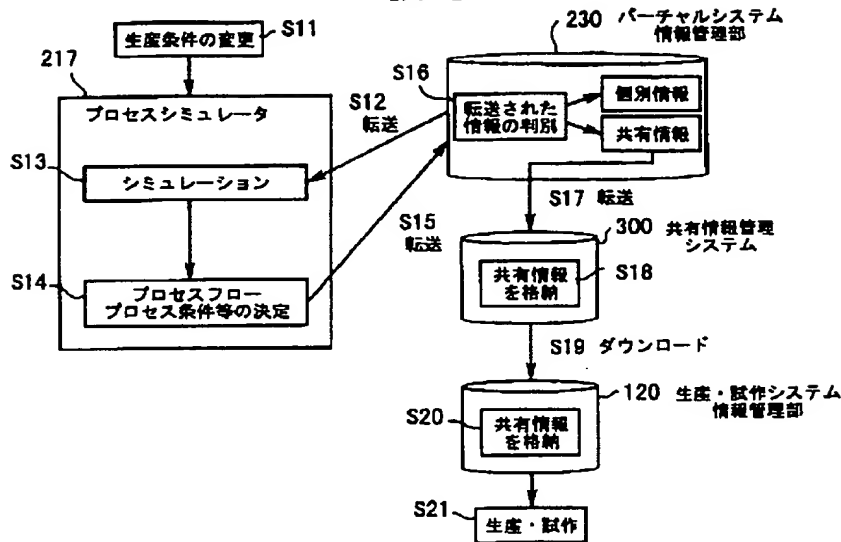 生産条件の変更
S11
217
プロセスシミュレータ
S13
シミュレーション
S14
プロセスフロー
プロセス条件等の決定
S12
転送
S15
転送
230 バーチャルシステム
情報管理部
S16
転送された
情報の判別
個別情報
共有情報
S17 転送
300 共有情報管理
システム
共有情報
を格納
S18
S19 ダウンロード
120 生産・試作システム
情報管理部
S20
共有情報
を格納
S21
生産・試作